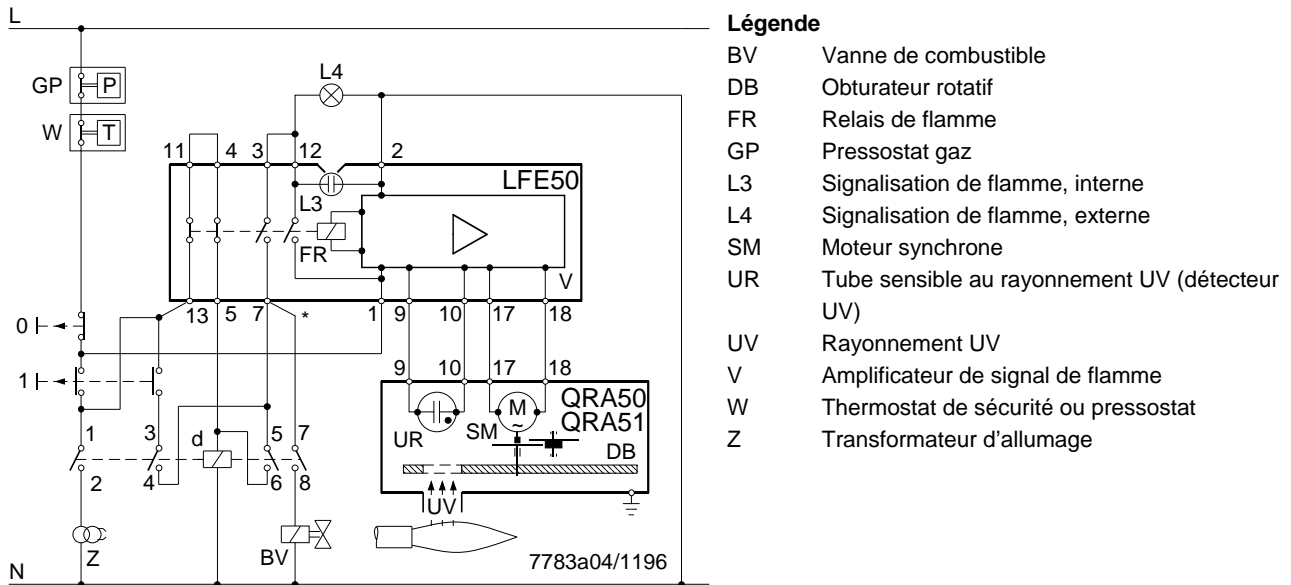 L
GP P
W T
L4
11 4 3 12 2
LFE50
L3
FR
V
13 5 7 * 1 9 10 17 18
0
1
9 10 17 18
QRA50
QRA51
M
~
UR SM
DB
1 3 d 5 7
2 4 6 8
UV
Z BV
7783a04/1196
N
Légende
BV Vanne de combustible
DB Obturateur rotatif
FR Relais de flamme
GP Pressostat gaz
L3 Signalisation de flamme, interne
L4 Signalisation de flamme, externe
SM Moteur synchrone
UR Tube sensible au rayonnement UV (détecteur
UV)
UV Rayonnement UV
V Amplificateur de signal de flamme
W Thermostat de sécurité ou pressostat
Z Transformateur d’allumage